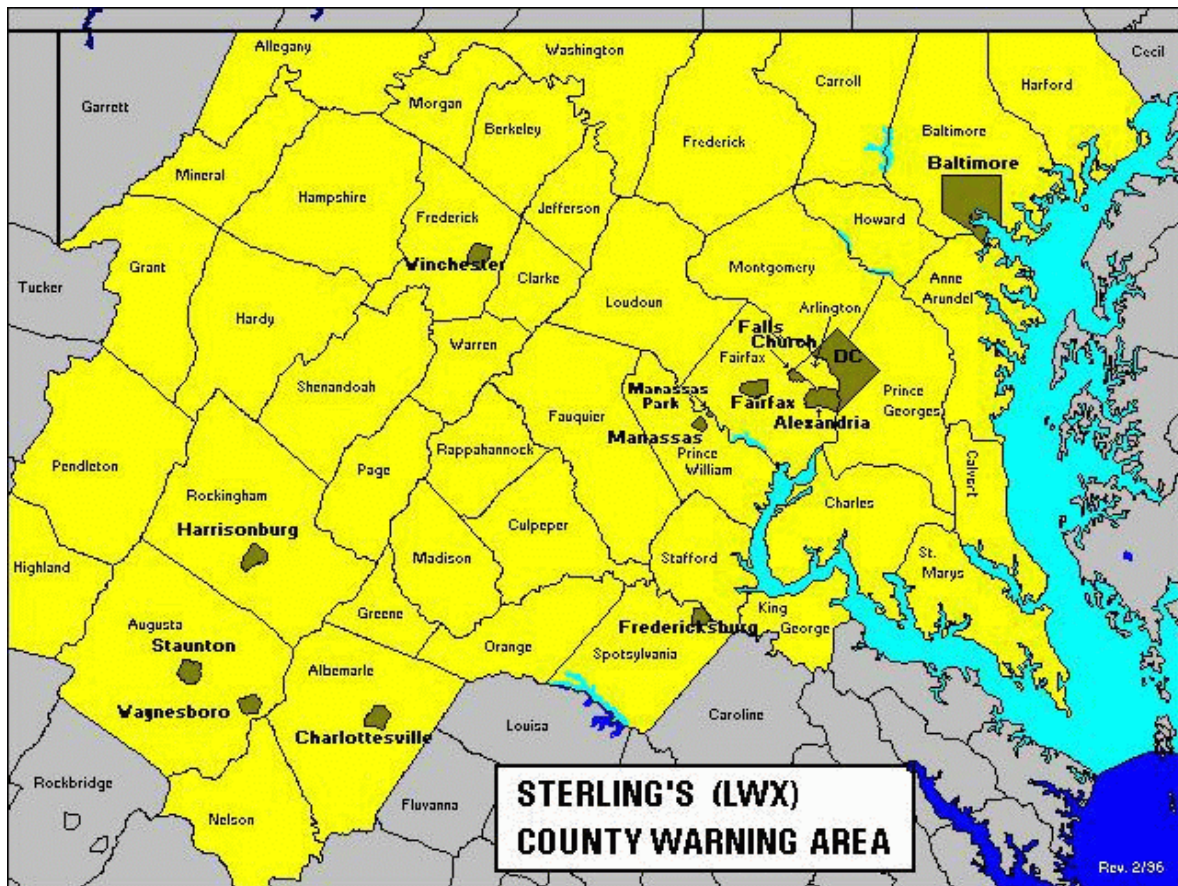 Allegany
Washington
Carroll
Harford
Cecil
Garrett
Morgan
Berkeley
Frederick
Baltimore
Baltimore
Mineral
Hampshire
Frederick
Jefferson
Howard
Winchester
Grant
Clarke
Montgomery
Anne
Arundel
Tucker
Loudoun
Arlington
Hardy
Falls
Church
Warren
Fairfax
DC
Shenandoah
Manassas
Park
Fairfax
Prince
Georges
Fauquier
Alexandria
Manassas
Rappahannock
Prince
William
Calvert
Pendleton
Page
Rockingham
Charles
Harrisonburg
Culpeper
Madison
Stafford
St.
Marys
Highland
Greene
King
George
Augusta
Fredericksburg
Staunton
Orange
Spotsylvania
Albemarle
Waynesboro
Louisa
Caroline
Charlottesville
Rockbridge
Fluvanna
Nelson
STERLING'S (LWX)
COUNTY WARNING AREA
Rev. 2/96